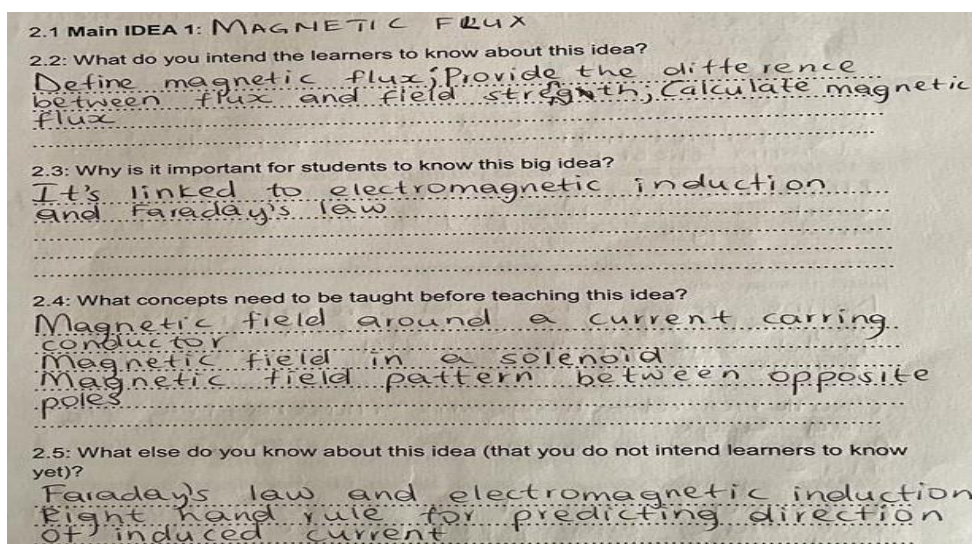 2.1 Main IDEA 1: MAGNETIC FLUX
2.2: What do you intend the learners to know about this idea?
Define magnetic flux; Provide the difference
between flux and field stregnth; Calculate magnetic
flux
2.3: Why is it important for students to know this big idea?
It's linked to electromagnetic induction
and Faraday's law
2.4: What concepts need to be taught before teaching this idea?
Magnetic field around a current carring
conductor
Magnetic field in a solenoid
Magnetic field pattern between opposite
poles
2.5: What else do you know about this idea (that you do not intend learners to know
yet)?
Faraday's law and electromagnetic induction
Right hand rule for predicting direction
of induced current